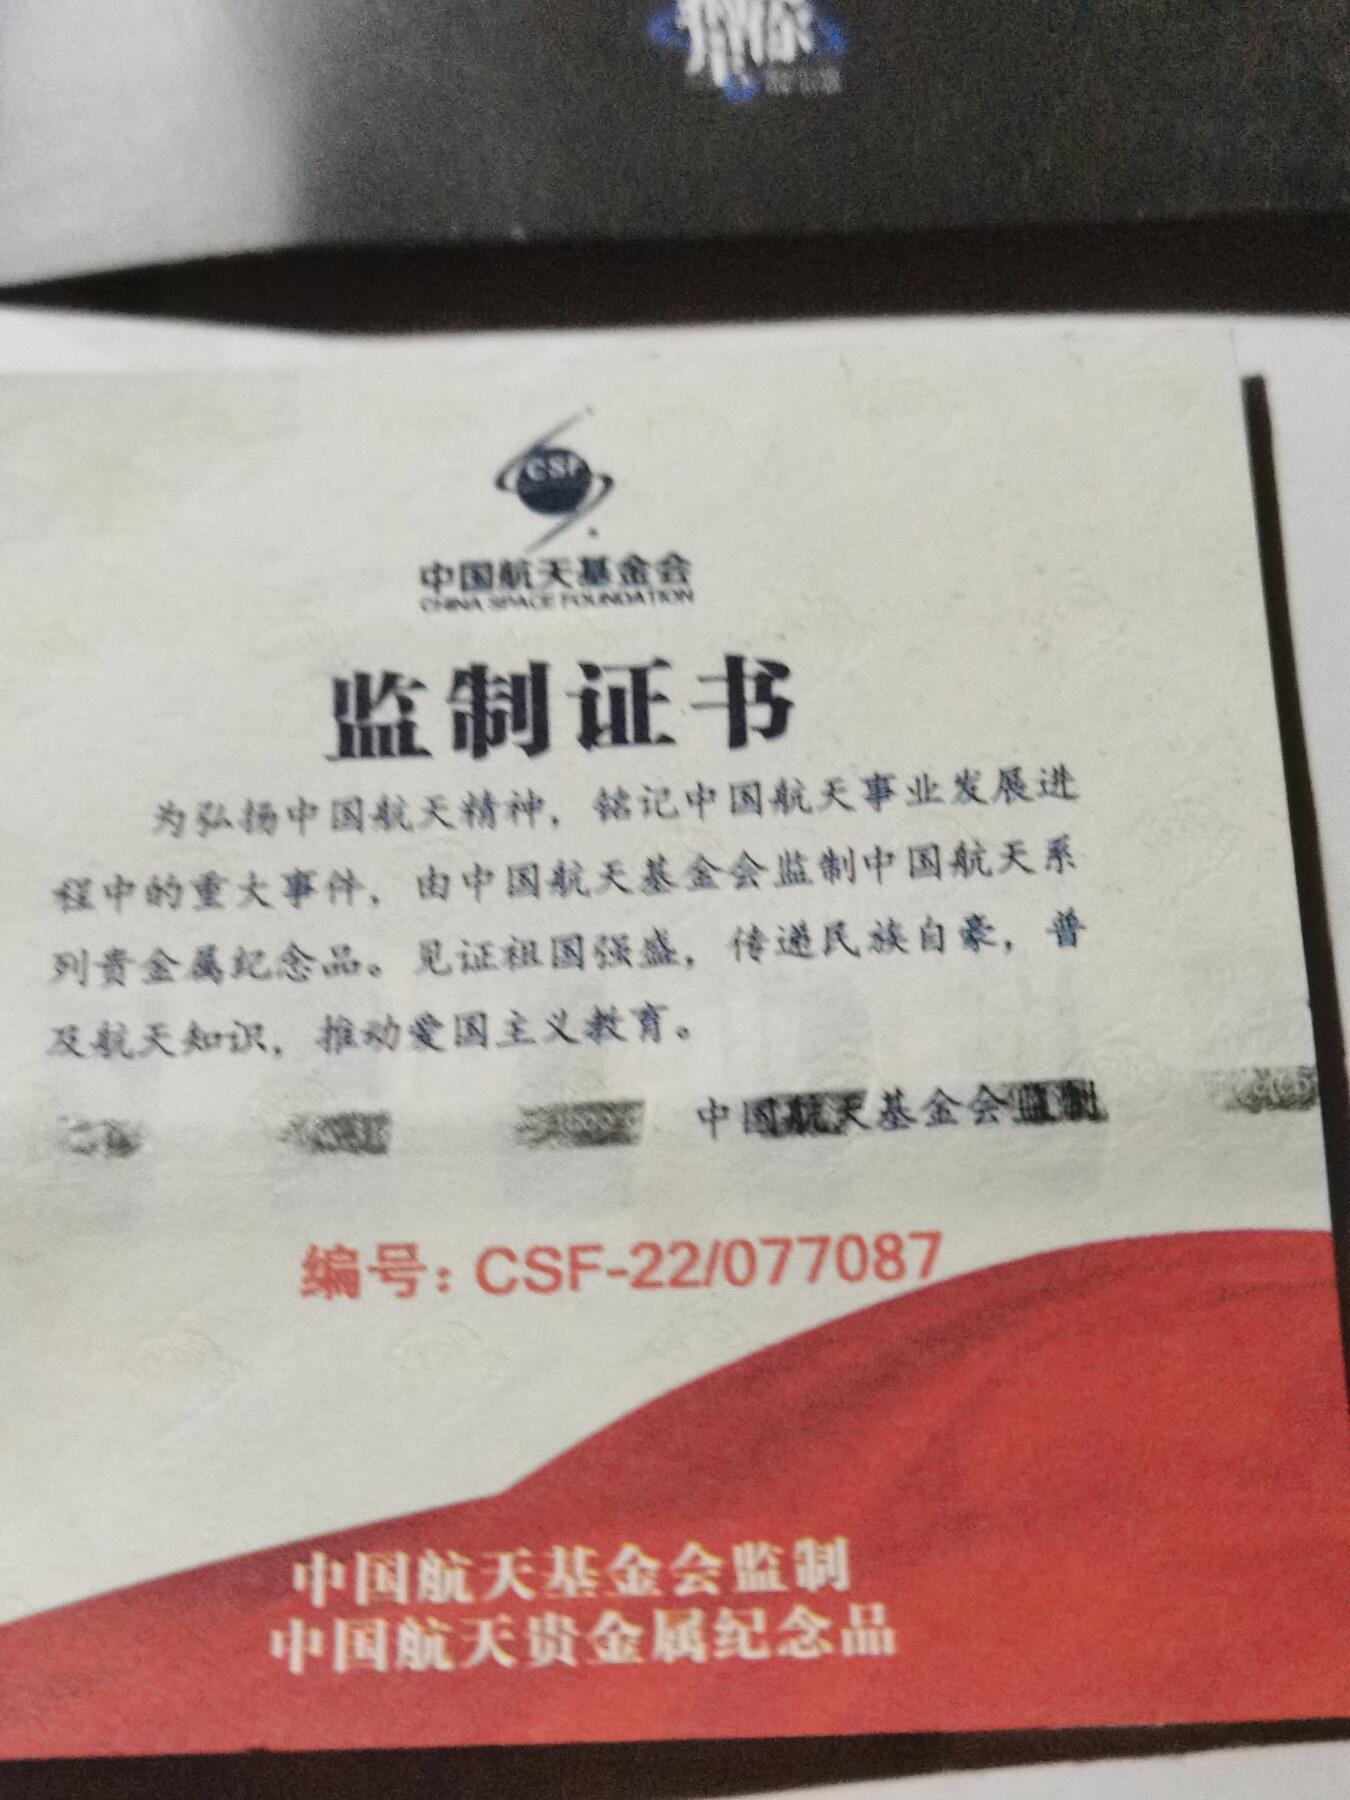 CSF
中国航天基金会
CHINA SPACE FOUNDATION
监制证书
为弘扬中国航天精神，铭记中国航天事业发展进
程中的重大事件，由中国航天基金会监制中国航天系
列贵金属纪念品。见证祖国强盛，传递民族自豪，普
及航天知识，推动爱国主义教育。
中国航天基金会监制
编号：CSF-22/077087
中国航天基金会监制
中国航天贵金属纪念品